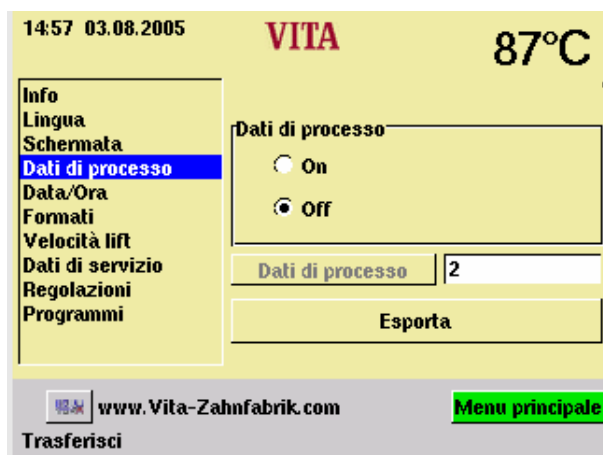 14:57 03.08.2005
VITA
87°C
Info
Lingua
Schermata
Dati di processo
Data/Ora
Formati
Velocità lift
Dati di servizio
Regolazioni
Programmi
Dati di processo
On
Off
Dati di processo
2
Esporta
www.Vita-Zahnfabrik.com
Menu principale
Trasferisci